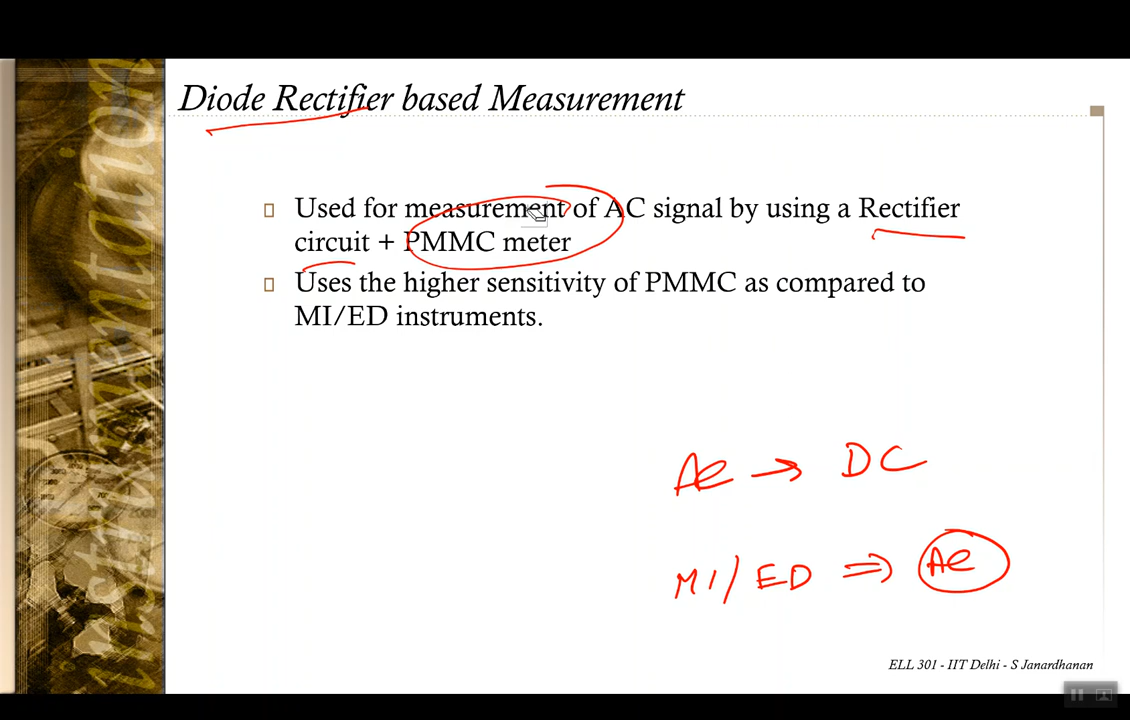 Diode Rectifier based Measurement
Used for measurement of AC signal by using a Rectifier
circuit + PMMC meter
Uses the higher sensitivity of PMMC as compared to
MI/ED instruments.
AC → DC
MI/ED ⇒ AC
ELL 301 - IIT Delhi - S Janardhanan